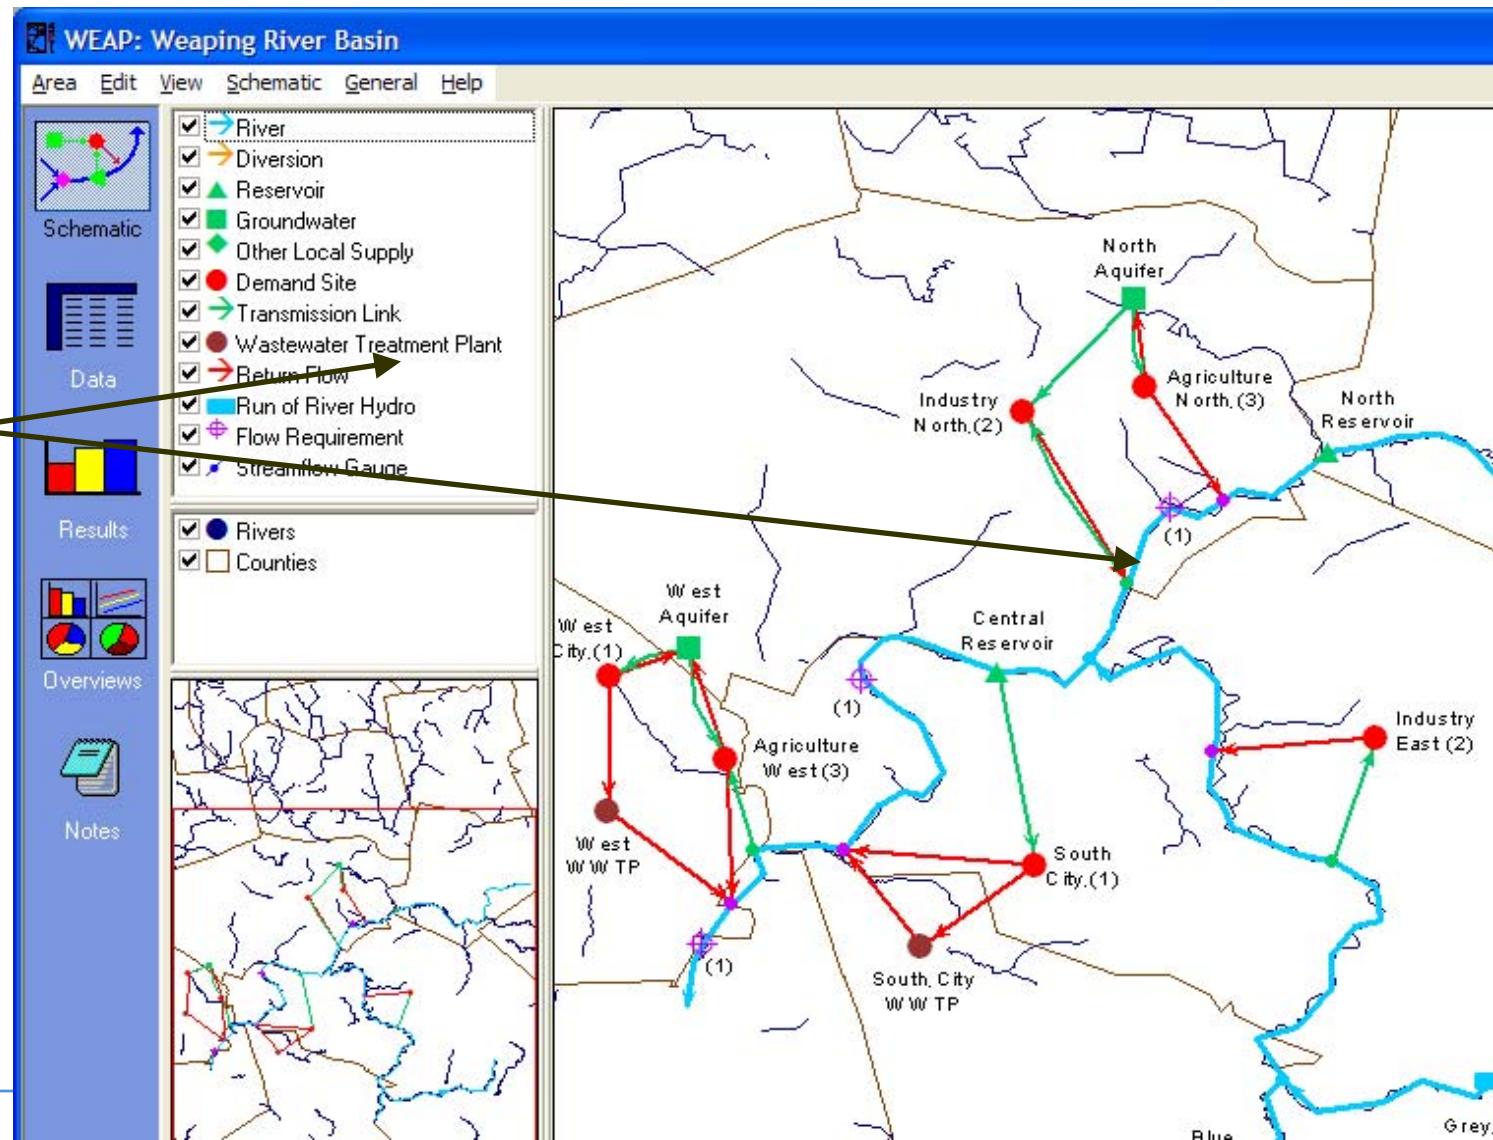 WEAP: Weaping River Basin
Area Edit View Schematic General Help
Schematic
Data
Results
Overviews
Notes
River
Diversion
Reservoir
Groundwater
Other Local Supply
Demand Site
Transmission Link
Wastewater Treatment Plant
Return Flow
Run of River Hydro
Flow Requirement
Streamflow Gauge
Rivers
Counties
North
Aquifer
Agriculture
North (3)
Industry
North (2)
North
Reservoir
(1)
West
Aquifer
West
City (1)
Central
Reservoir
(1)
Agriculture
West (3)
Industry
East (2)
West
WWTP
South
City (1)
(1)
South City
WWTP
Blue
Grey